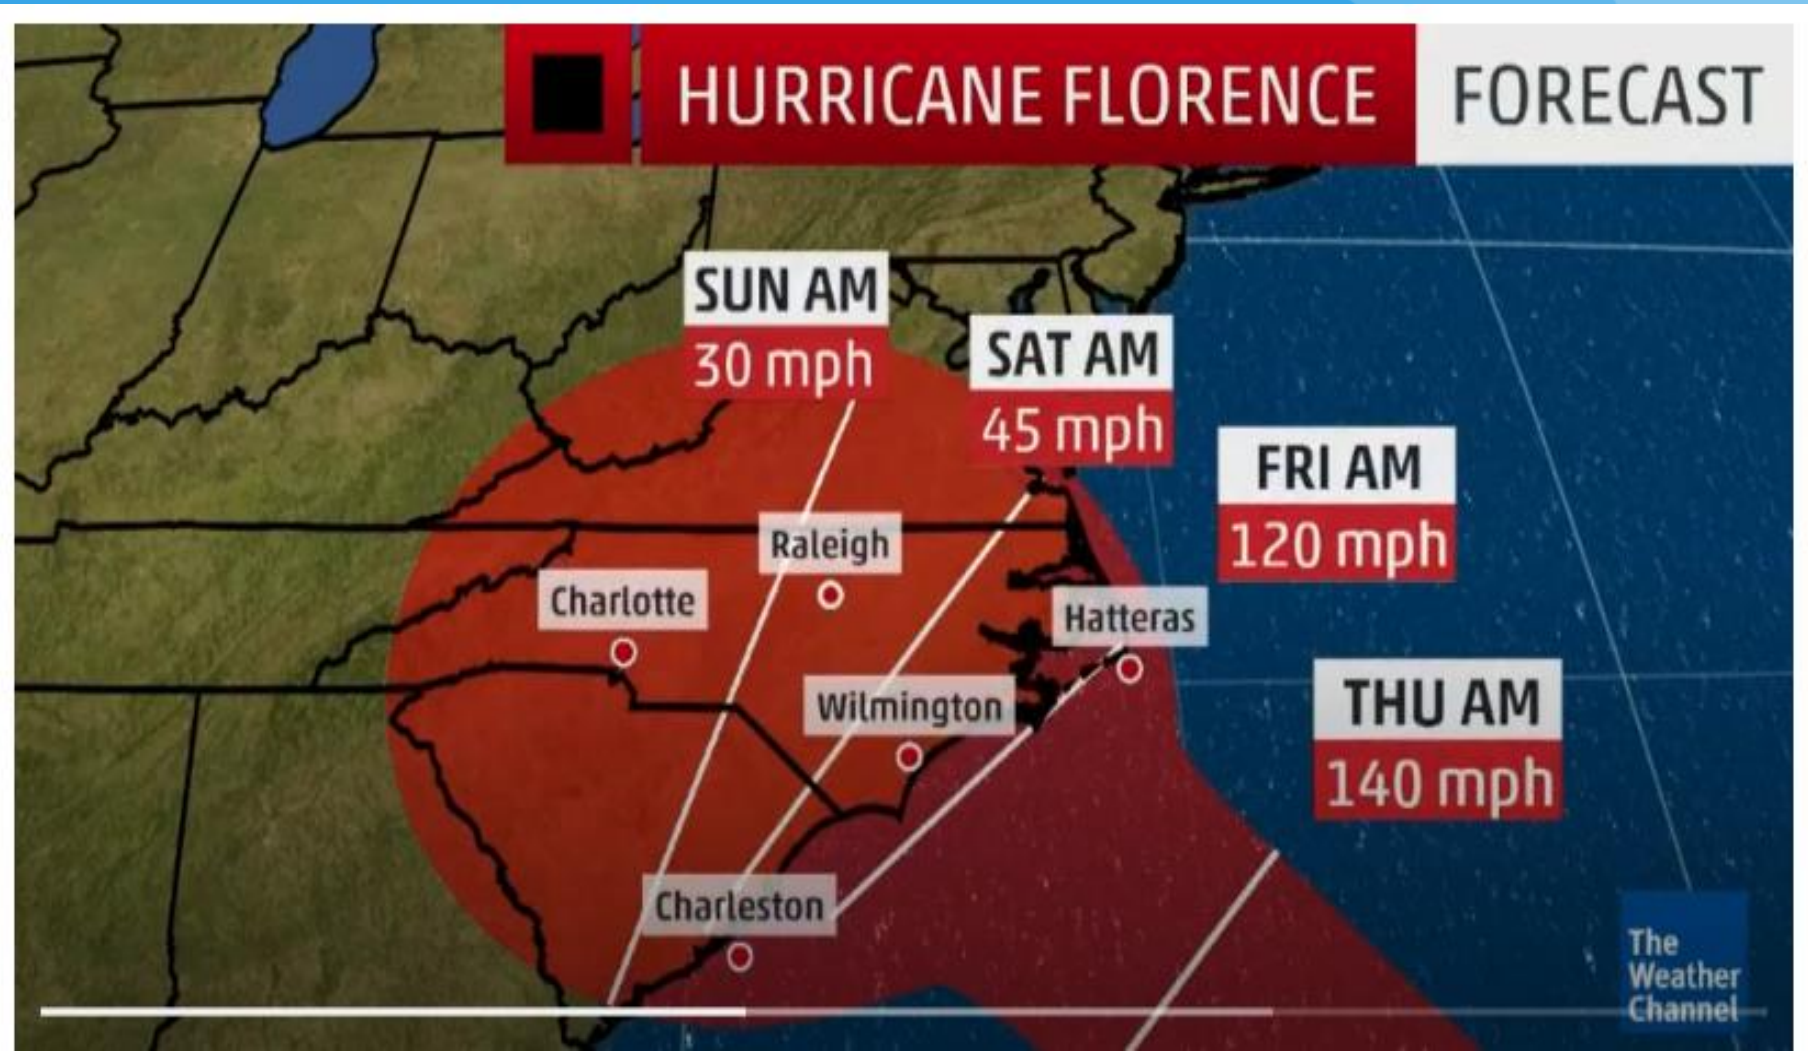 HURRICANE FLORENCE
FORECAST
SUN AM
30 mph
SAT AM
45 mph
FRI AM
120 mph
Raleigh
Charlotte
Hatteras
THU AM
140 mph
Wilmington
Charleston
The
Weather
Channel